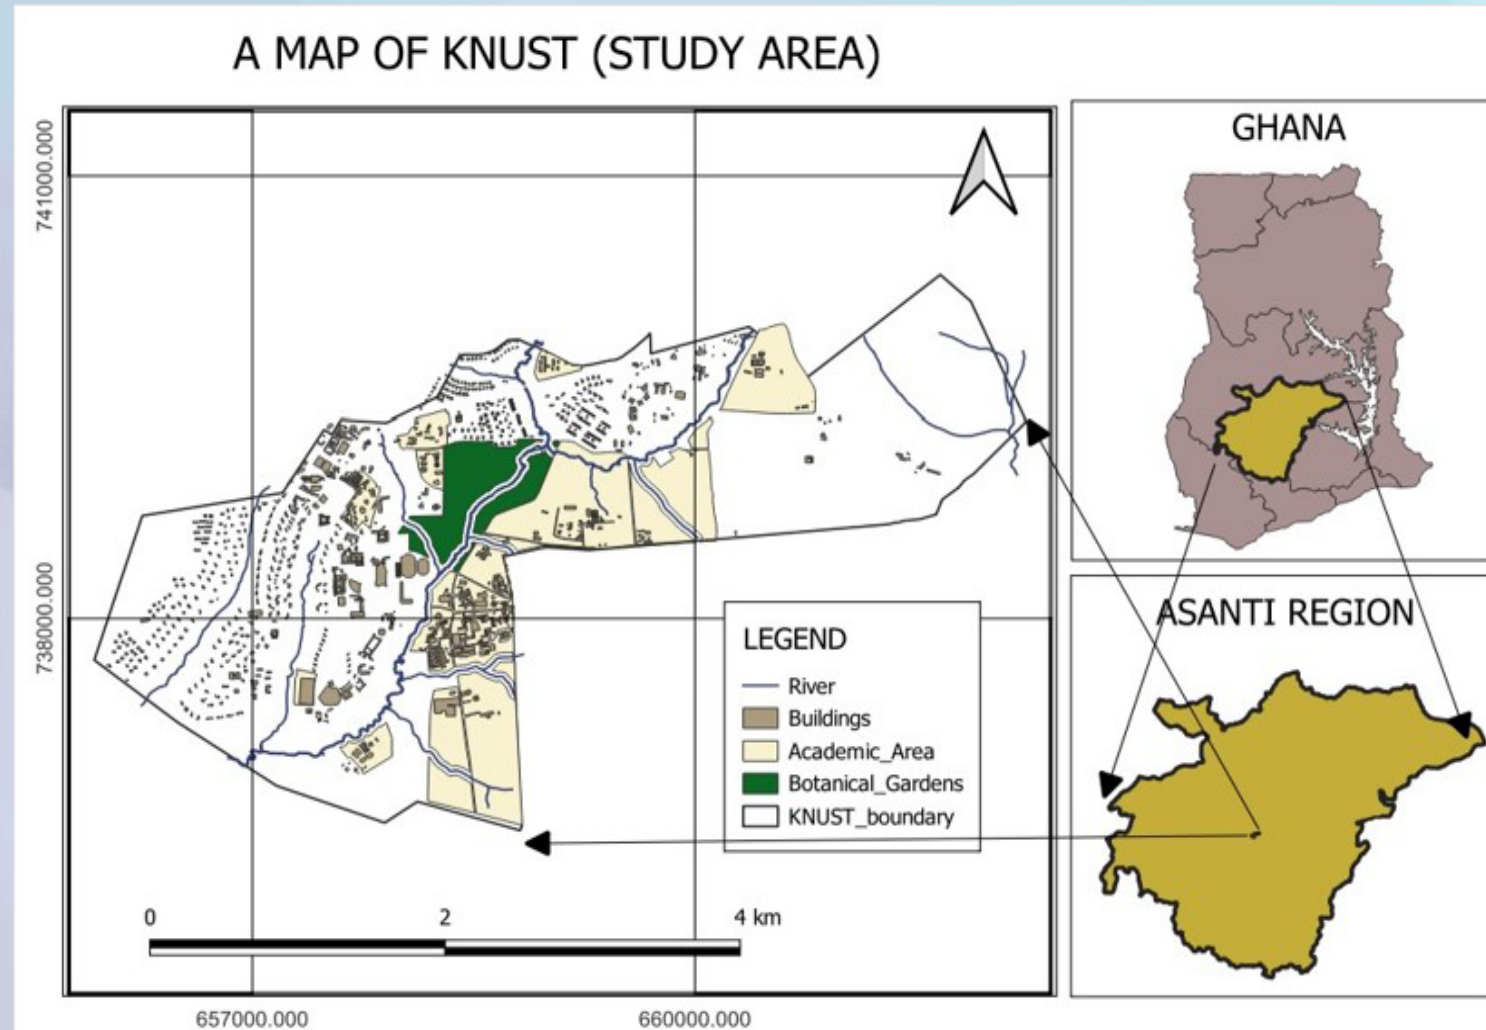 A MAP OF KNUST (STUDY AREA)
741000.000
738000.000
657000.000
660000.000
0 2 4 km
LEGEND
River
Buildings
Academic_Area
Botanical_Gardens
KNUST_boundary
GHANA
ASANTI REGION